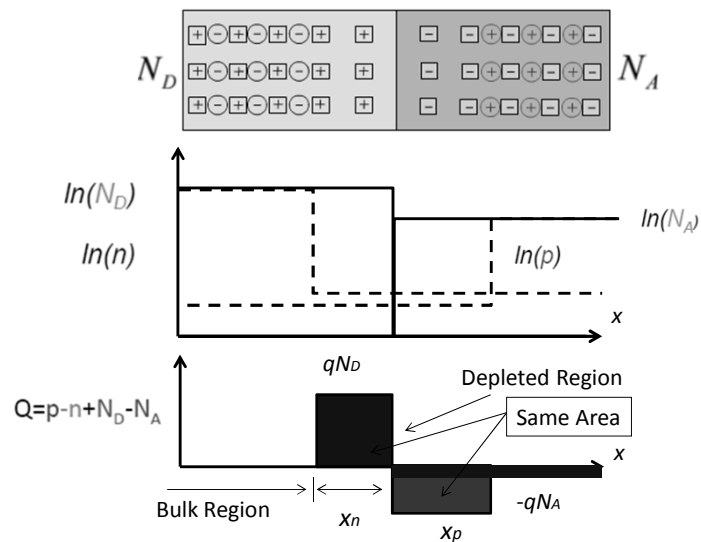 + − + − + − + + − − + − + − + −
N_D + − + − + − + + − − + − + − + − N_A
+ − + − + − + + − − + − + − + −
ln(N_D)
ln(N_A)
ln(n)
ln(p)
x
qN_D
Depleted Region
Q=p-n+N_D-N_A
Same Area
x
Bulk Region
x_n
x_p
-qN_A